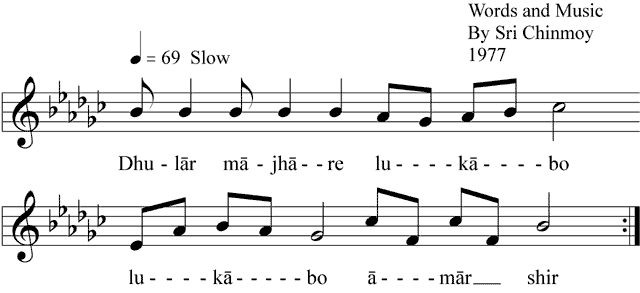 Words and Music
By Sri Chinmoy
1977
= 69 Slow
Dhu - lār mā - jhā - - re lu - - - - kā - - - - bo
lu - - - - kā - - - - - bo ā - - - - mār__ shir